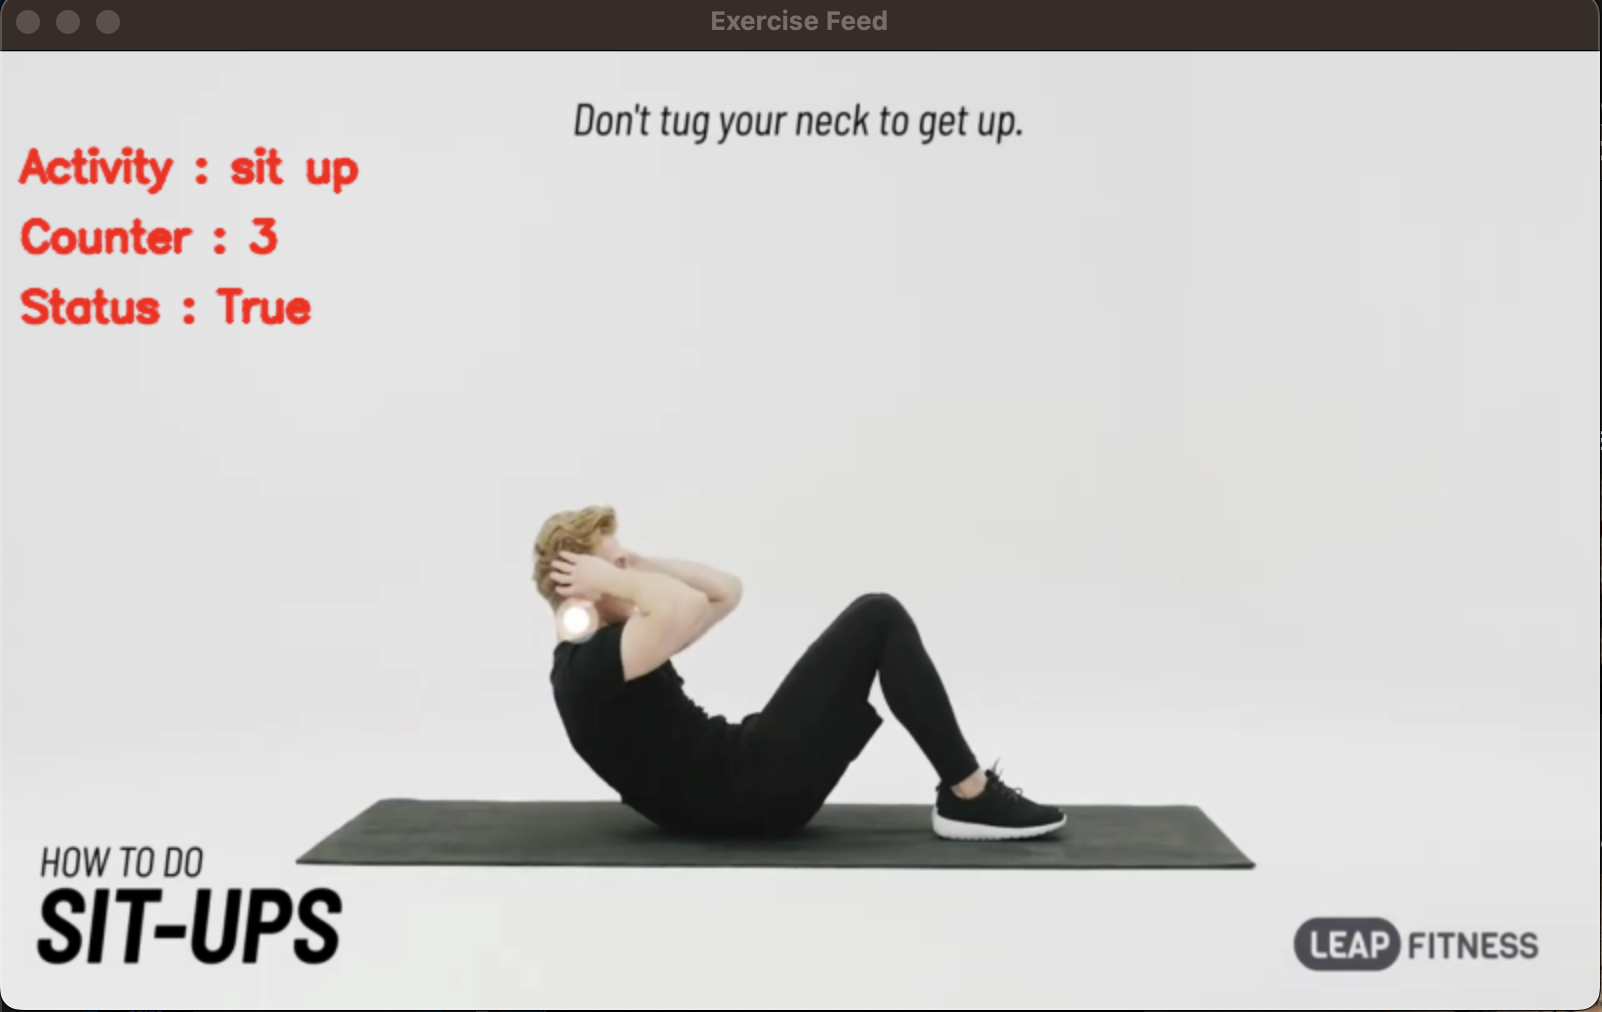 Exercise Feed
Don't tug your neck to get up.
Activity : sit up
Counter : 3
Status : True
HOW TO DO
SIT-UPS
LEAP FITNESS